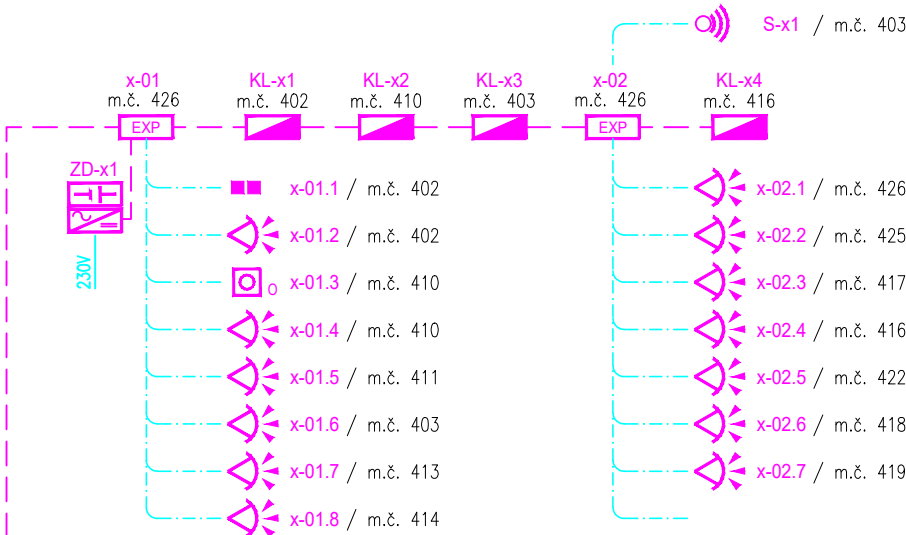 S-x1 / m.č. 403
x-01 KL-x1 KL-x2 KL-x3 x-02 KL-x4
m.č. 426 m.č. 402 m.č. 410 m.č. 403 m.č. 426 m.č. 416
EXP EXP
ZD-x1
230V
x-01.1 / m.č. 402
x-01.2 / m.č. 402
O x-01.3 / m.č. 410
x-01.4 / m.č. 410
x-01.5 / m.č. 411
x-01.6 / m.č. 403
x-01.7 / m.č. 413
x-01.8 / m.č. 414
x-02.1 / m.č. 426
x-02.2 / m.č. 425
x-02.3 / m.č. 417
x-02.4 / m.č. 416
x-02.5 / m.č. 422
x-02.6 / m.č. 418
x-02.7 / m.č. 419